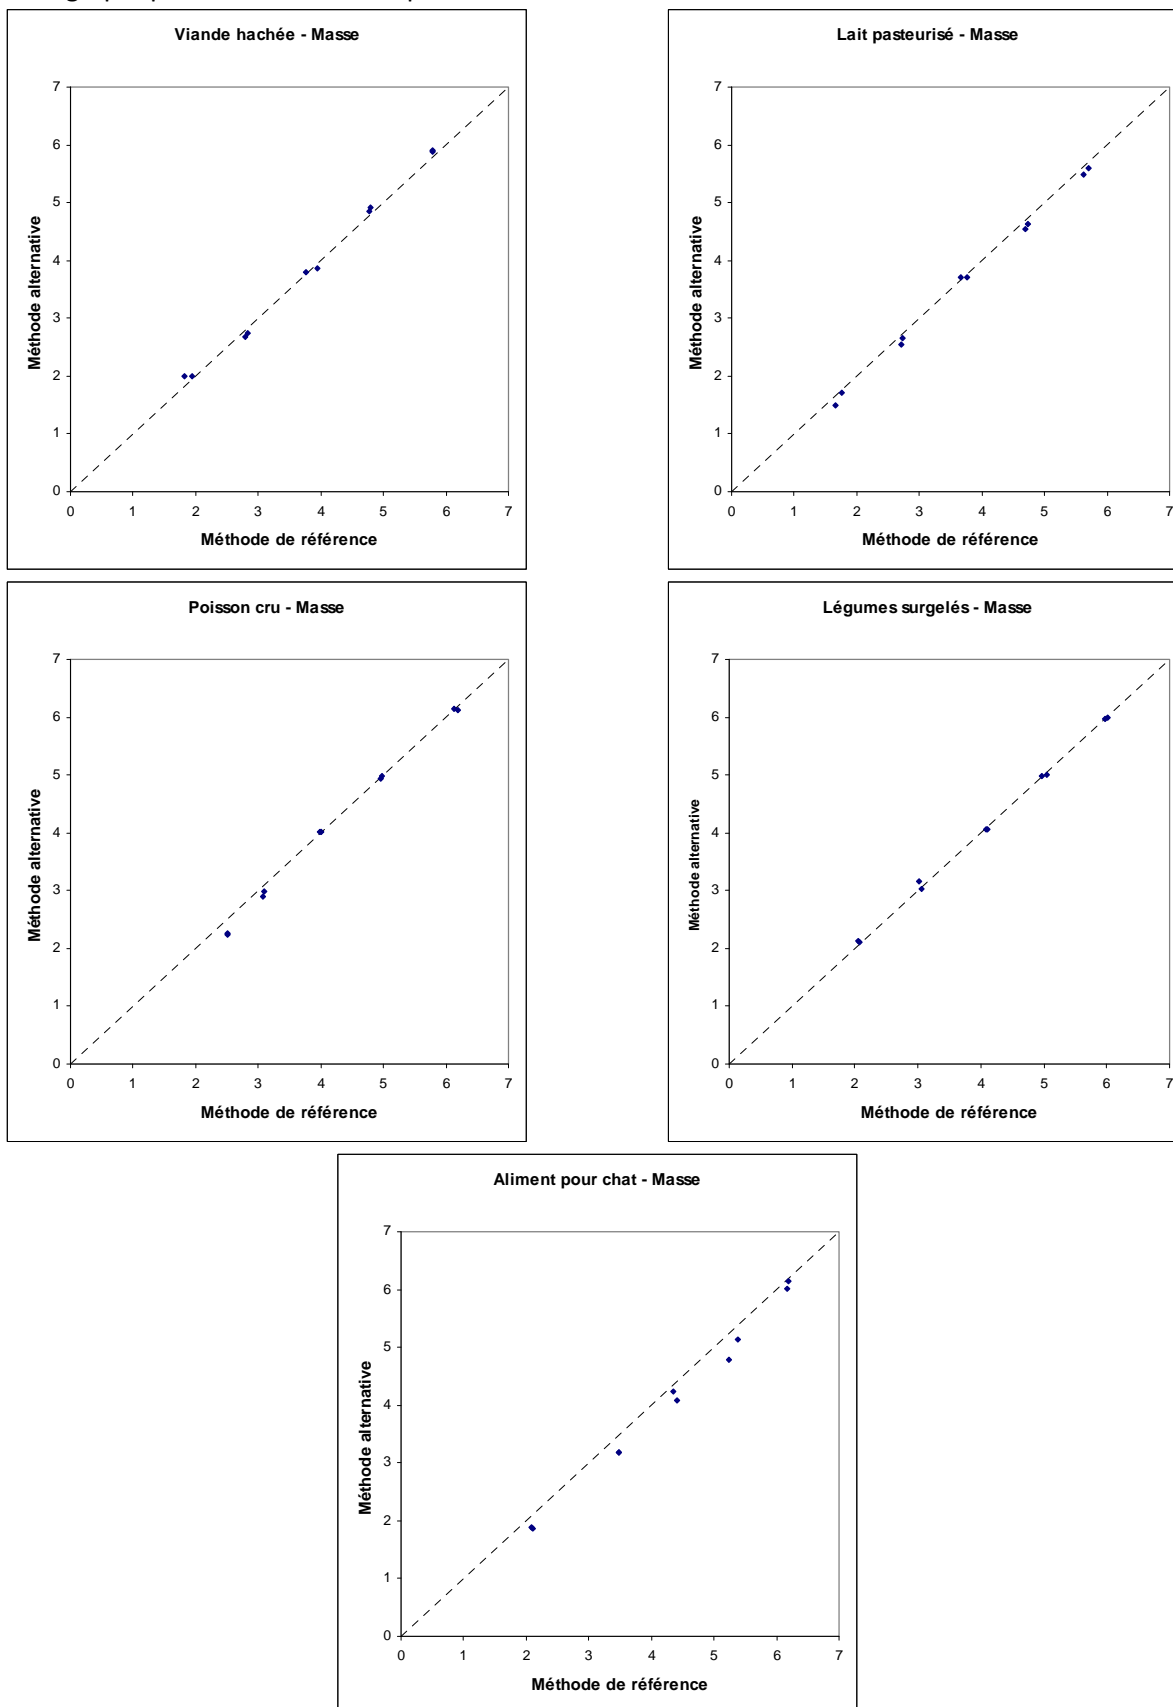 Viande hachée - Masse
7
6
5
4
3
2
1
0
0 1 2 3 4 5 6 7
Méthode alternative
Méthode de référence
Lait pasteurisé - Masse
7
6
5
4
3
2
1
0
0 1 2 3 4 5 6 7
Méthode alternative
Méthode de référence
Poisson cru - Masse
7
6
5
4
3
2
1
0
0 1 2 3 4 5 6 7
Méthode alternative
Méthode de référence
Légumes surgelés - Masse
7
6
5
4
3
2
1
0
0 1 2 3 4 5 6 7
Méthode alternative
Méthode de référence
Aliment pour chat - Masse
7
6
5
4
3
2
1
0
0 1 2 3 4 5 6 7
Méthode alternative
Méthode de référence